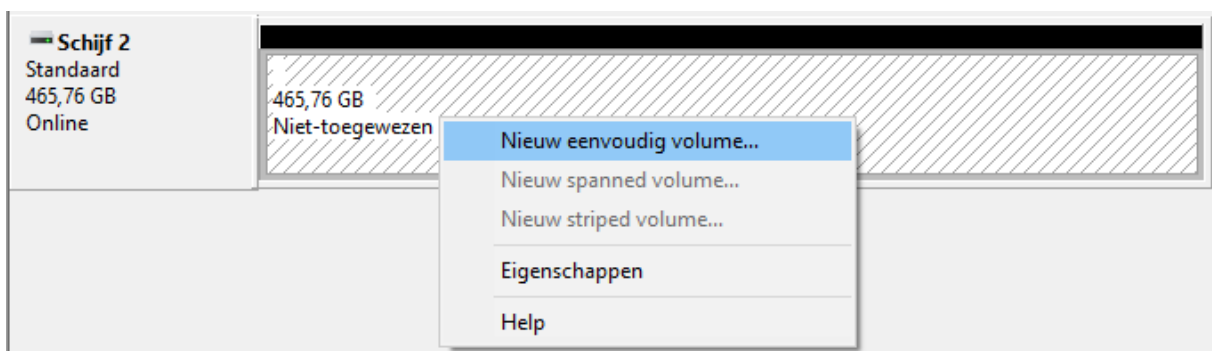 Schijf 2
Standaard
465,76 GB
Online
465,76 GB
Niet-toegewezen
Nieuw eenvoudig volume...
Nieuw spanned volume...
Nieuw striped volume...
Eigenschappen
Help